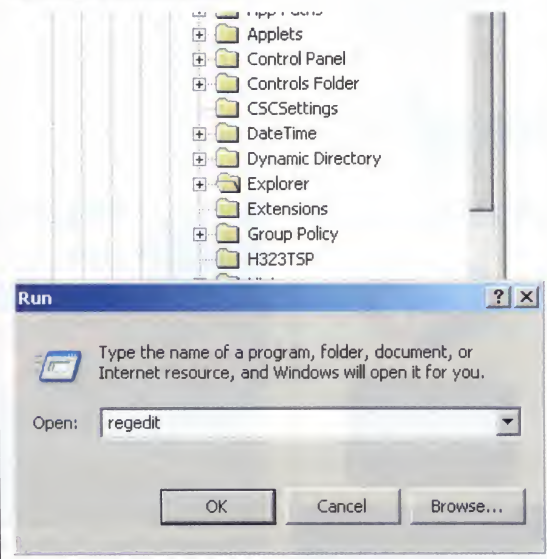 Applets
Control Panel
Controls Folder
CSCSettings
DateTime
Dynamic Directory
Explorer
Extensions
Group Policy
H323TSP
Run
Type the name of a program, folder, document, or
Internet resource, and Windows will open it for you.
Open: regedit
OK Cancel Browse...